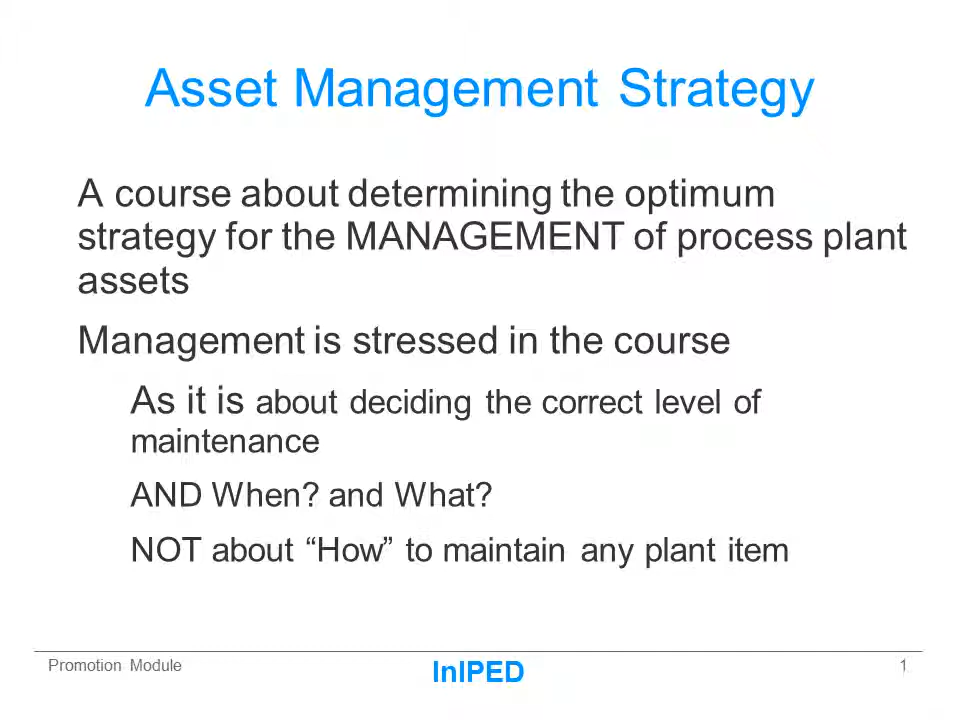 Asset Management Strategy
A course about determining the optimum
strategy for the MANAGEMENT of process plant
assets
Management is stressed in the course
As it is about deciding the correct level of
maintenance
AND When? and What?
NOT about “How” to maintain any plant item
Promotion Module
InIPED
1